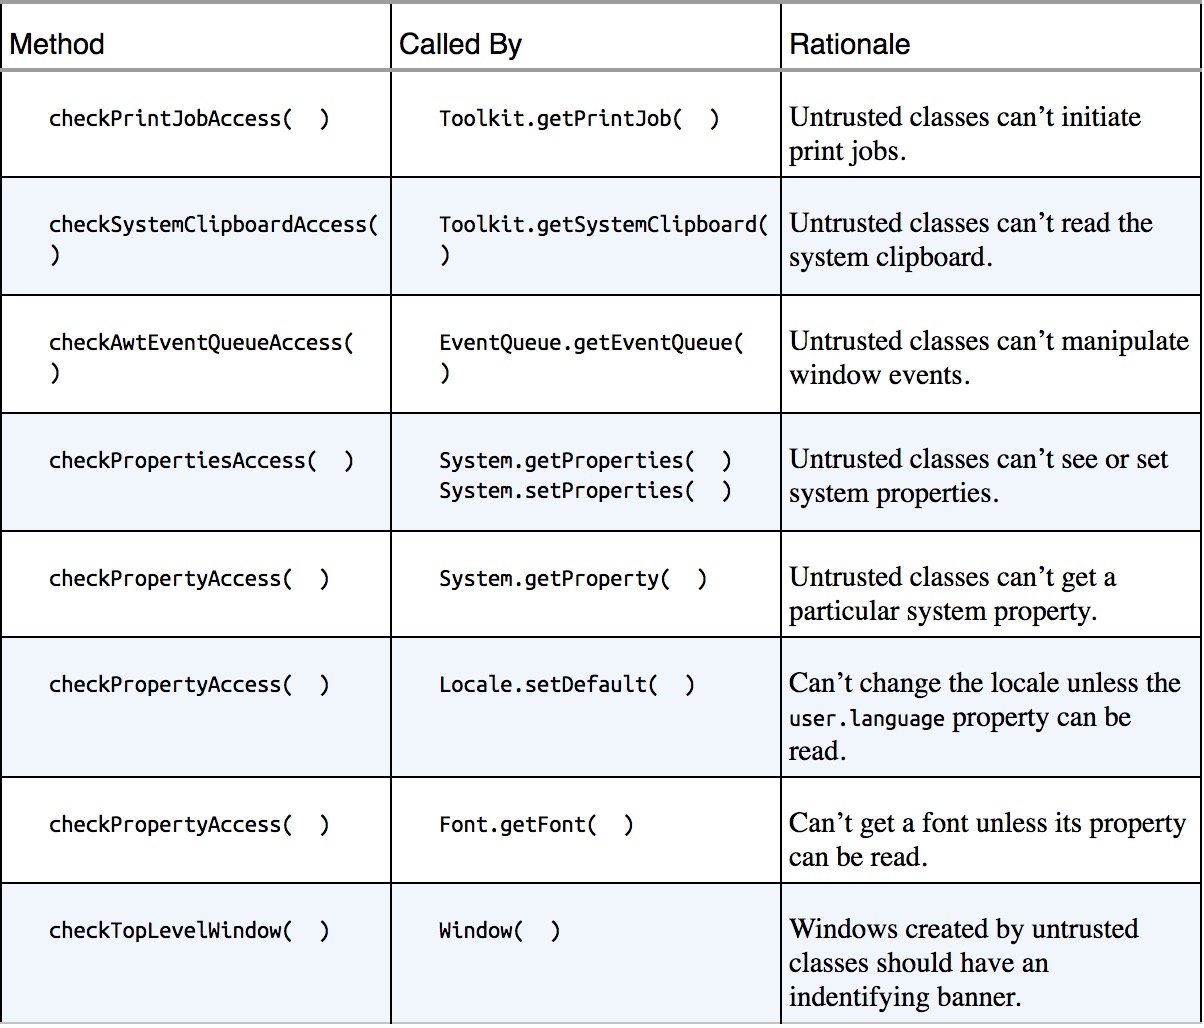 Method Called By Rationale
checkPrintJobAccess( ) Toolkit.getPrintJob( ) Untrusted classes can’t initiate
print jobs.
checkSystemClipboardAccess( Toolkit.getSystemClipboard( Untrusted classes can’t read the
) ) system clipboard.
checkAwtEventQueueAccess( EventQueue.getEventQueue( Untrusted classes can’t manipulate
) ) window events.
checkPropertiesAccess( ) System.getProperties( ) Untrusted classes can’t see or set
System.setProperties( ) system properties.
checkPropertyAccess( ) System.getProperty( ) Untrusted classes can’t get a
particular system property.
checkPropertyAccess( ) Locale.setDefault( ) Can’t change the locale unless the
user.language property can be
read.
checkPropertyAccess( ) Font.getFont( ) Can’t get a font unless its property
can be read.
checkTopLevelWindow( ) Window( ) Windows created by untrusted
classes should have an
indentifying banner.